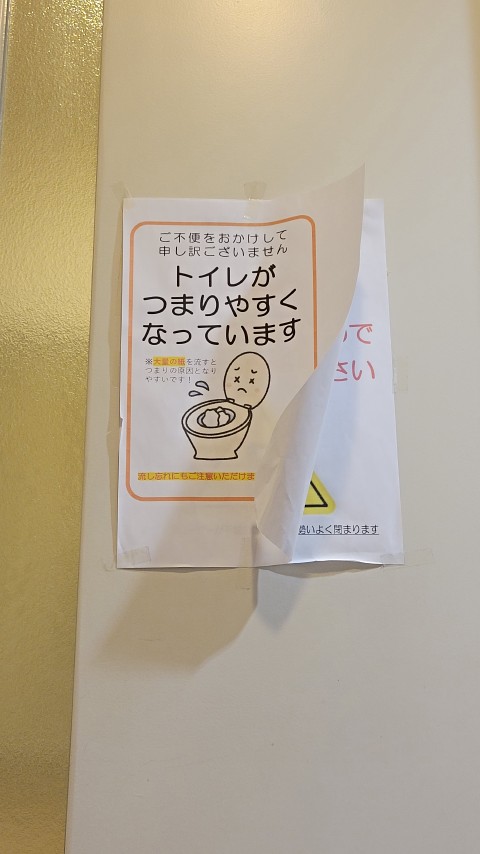 ご不便をおかけして
申し訳ございません
トイレが
つまりやすく
なっています
※大量の紙を流すと
つまりの原因となり
やすいです！
流し忘れにもご注意いただけま
で
さい
勢いよく閉まります